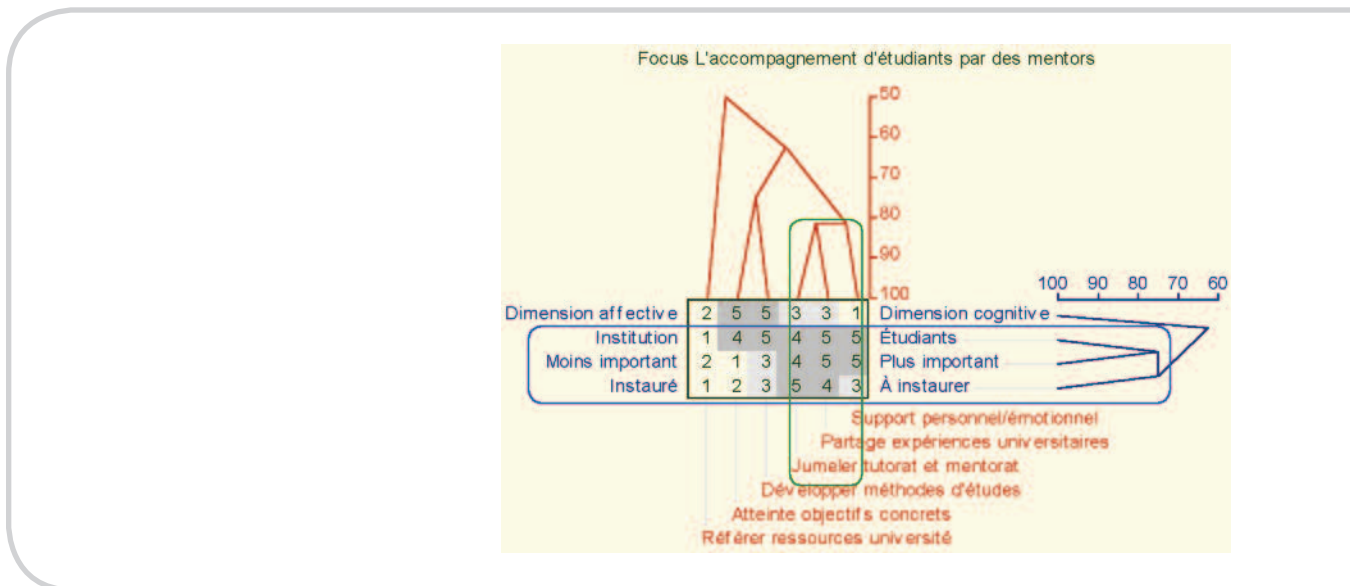 Focus L'accompagnement d'étudiants par des mentors
50
60
70
80
90
100
100 90 80 70 60
Dimension affective 2 5 5 3 3 1 Dimension cognitive
Institution 1 4 5 4 5 5 Étudiants
Moins important 2 1 3 4 5 5 Plus important
Instauré 1 2 3 5 4 3 À instaurer
Support personnel/émotionnel
Partage expériences universitaires
Jumeler tutorat et mentorat
Développer méthodes d'études
Atteinte objectifs concrets
Référer ressources université